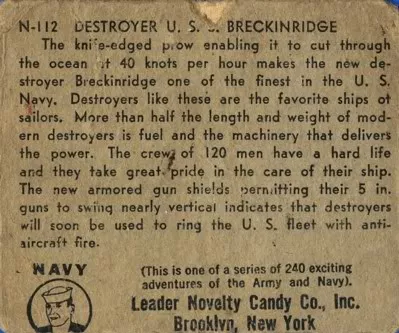 N-112 DESTROYER U. S. S. BRECKINRIDGE
The knife-edged prow enabling it to cut through
the ocean at 40 knots per hour makes the new de-
stroyer Breckinridge one of the finest in the U. S.
Navy. Destroyers like these are the favorite ships of
sailors. More than half the length and weight of mod-
ern destroyers is fuel and the machinery that delivers
the power. The crew of 120 men have a hard life
and they take great pride in the care of their ship.
The new armored gun shields permitting their 5 in.
guns to swing nearly vertical indicates that destroyers
will soon be used to ring the U. S. fleet with anti-
aircraft fire.
NAVY
(This is one of a series of 240 exciting
adventures of the Army and Navy).
Leader Novelty Candy Co., Inc.
Brooklyn, New York